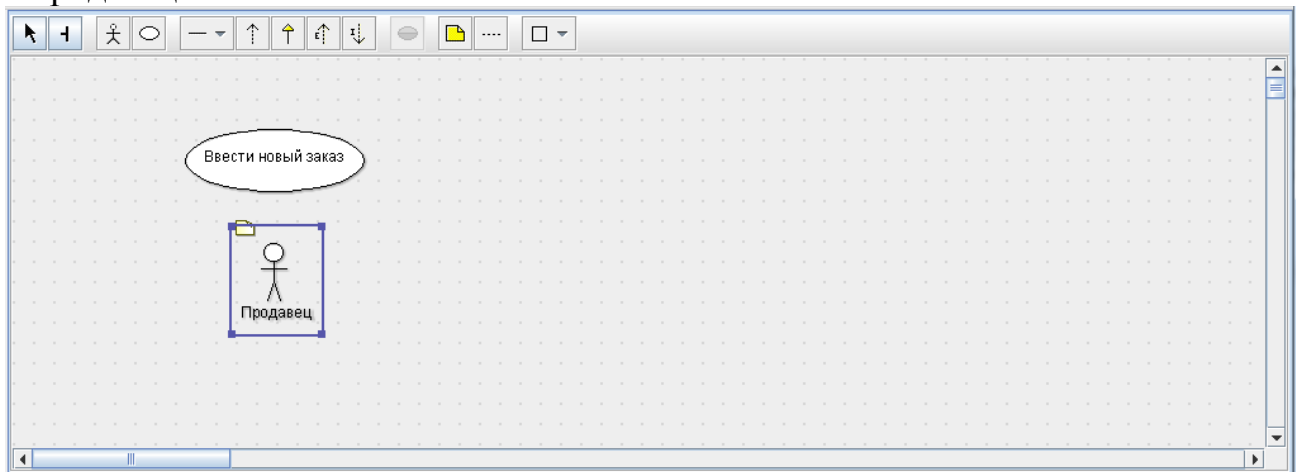 Ввести новый заказ
Продавец